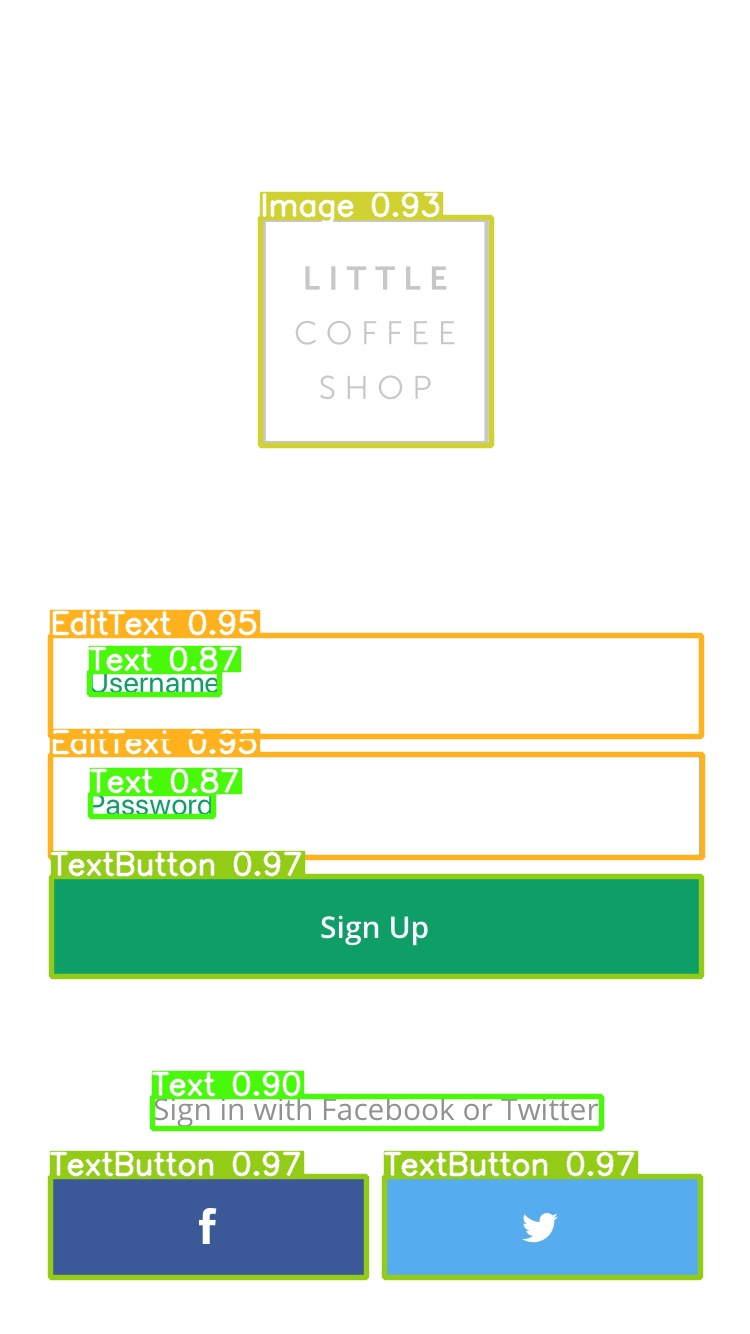 Image 0.93
LITTLE
COFFEE
SHOP
EditText 0.95
Text 0.87
Username
EditText 0.95
Text 0.87
Password
TextButton 0.97
Sign Up
Text 0.90
Sign in with Facebook or Twitter
TextButton 0.97 TextButton 0.97
f